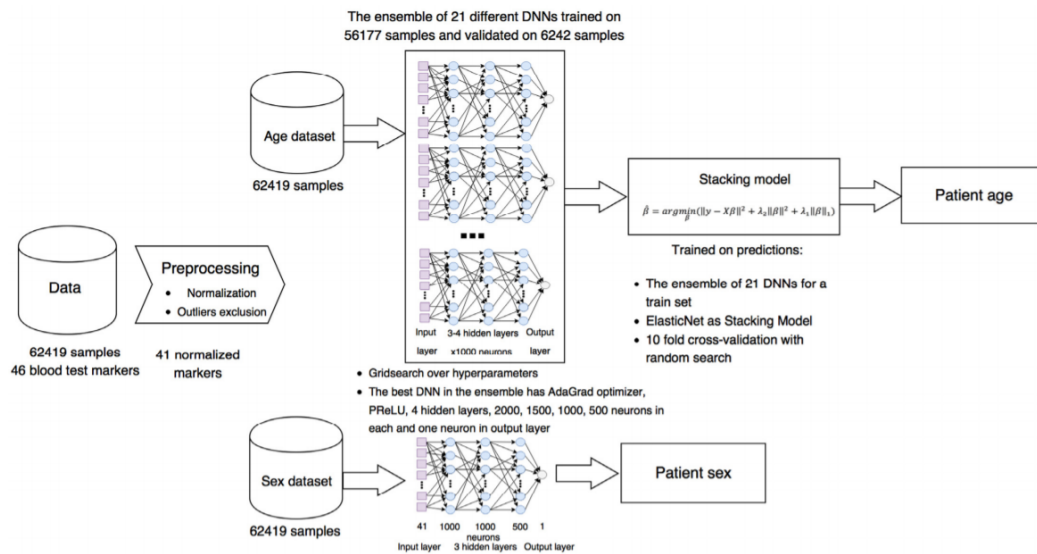 The ensemble of 21 different DNNs trained on
56177 samples and validated on 6242 samples
Age dataset
62419 samples
Stacking model
β̂ = argmin(‖y − Xβ‖² + λ₂‖β‖² + λ₁‖β‖₁)
β
Patient age
Trained on predictions:
• The ensemble of 21 DNNs for a
train set
• ElasticNet as Stacking Model
• 10 fold cross-validation with
random search
Data
62419 samples
46 blood test markers
Preprocessing
• Normalization
• Outliers exclusion
41 normalized
markers
Input 3-4 hidden layers Output
layer x1000 neurons layer
• Gridsearch over hyperparameters
• The best DNN in the ensemble has AdaGrad optimizer,
PReLU, 4 hidden layers, 2000, 1500, 1000, 500 neurons in
each and one neuron in output layer
Sex dataset
62419 samples
41 1000 1000 500 1
neurons
Input layer 3 hidden layers Output layer
Patient sex